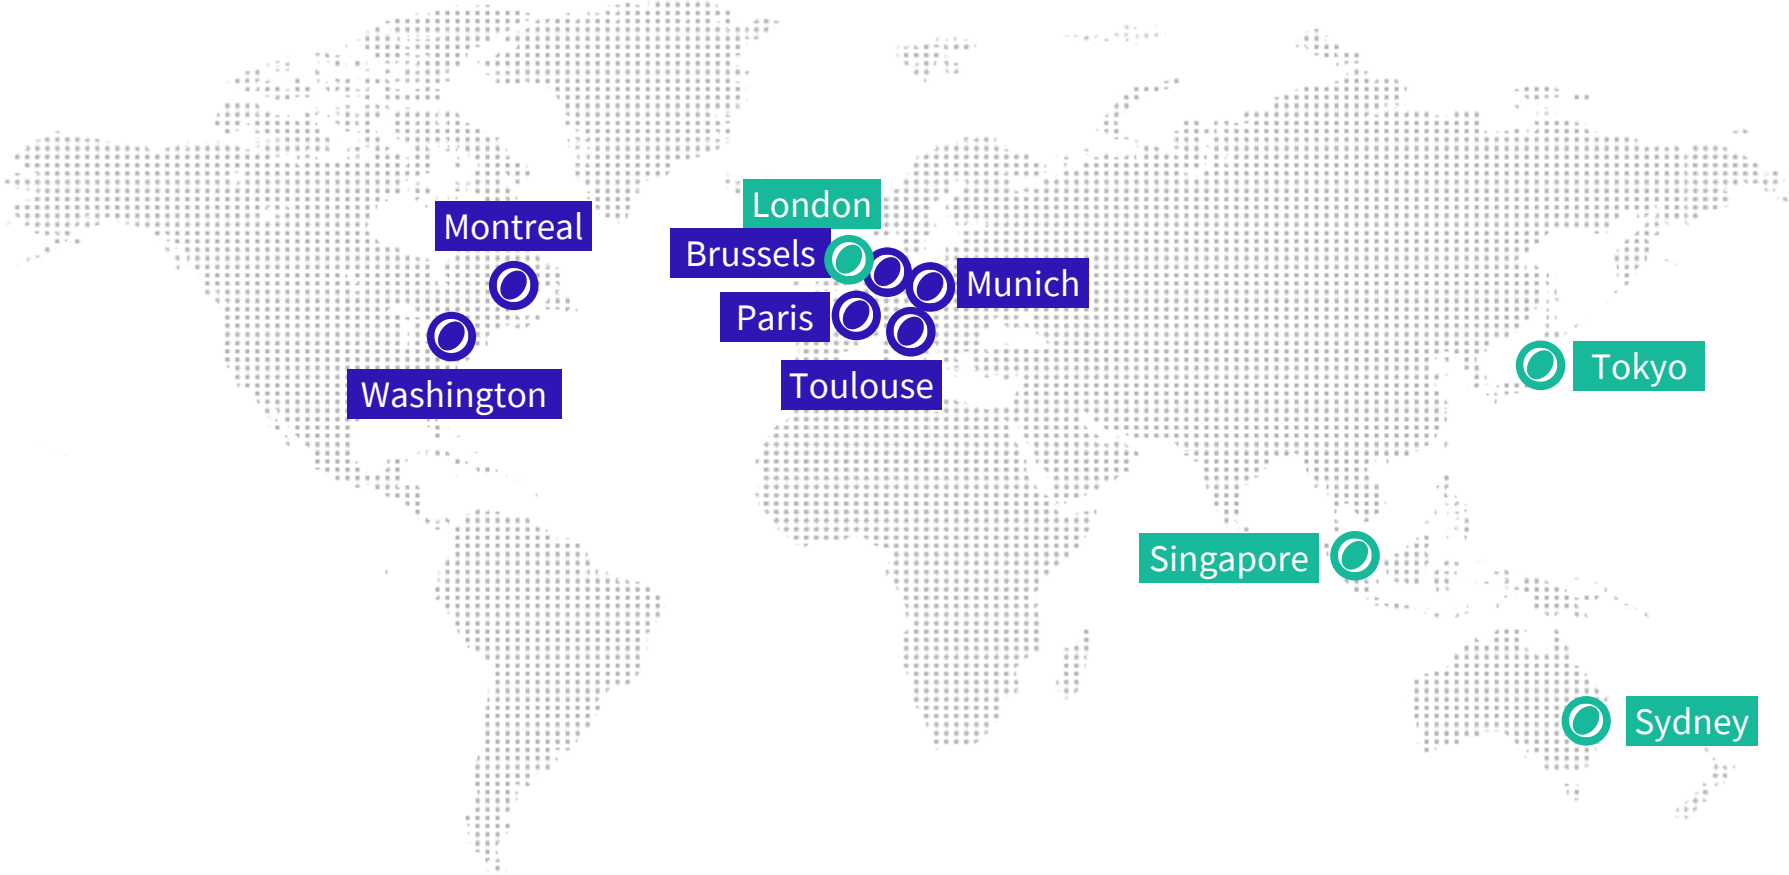 London
Montreal
Brussels
Munich
Paris
Tokyo
Toulouse
Washington
Singapore
Sydney